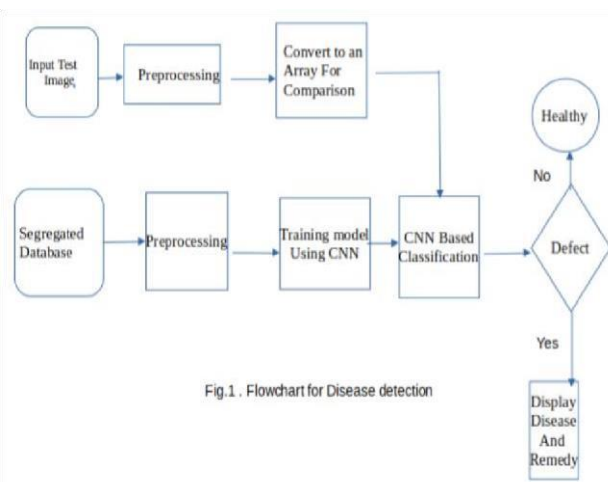 Input Test
Image,
Preprocessing
Convert to an
Array For
Comparison
Healthy
No
Segregated
Database
Preprocessing
Training model
Using CNN
CNN Based
Classification
Defect
Yes
Fig.1 . Flowchart for Disease detection
Display
Disease
And
Remedy